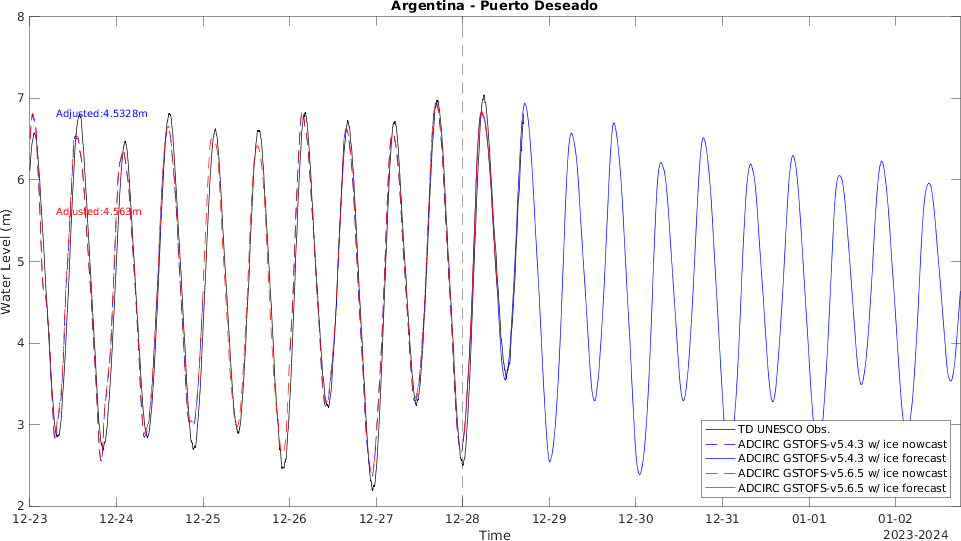 Argentina - Puerto Deseado
8
7
6
5
4
3
2
Water Level (m)
Adjusted:4.5328m
Adjusted:4.563m
TD UNESCO Obs.
ADCIRC GSTOFS-v5.4.3 w/ ice nowcast
ADCIRC GSTOFS-v5.4.3 w/ ice forecast
ADCIRC GSTOFS-v5.6.5 w/ ice nowcast
ADCIRC GSTOFS-v5.6.5 w/ ice forecast
12-23 12-24 12-25 12-26 12-27 12-28 12-29 12-30 12-31 01-01 01-02
Time
2023-2024